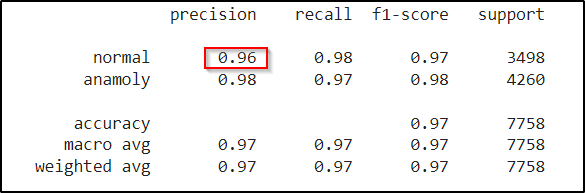 precision recall f1-score support
normal 0.96 0.98 0.97 3498
anamoly 0.98 0.97 0.98 4260
accuracy 0.97 7758
macro avg 0.97 0.97 0.97 7758
weighted avg 0.97 0.97 0.97 7758